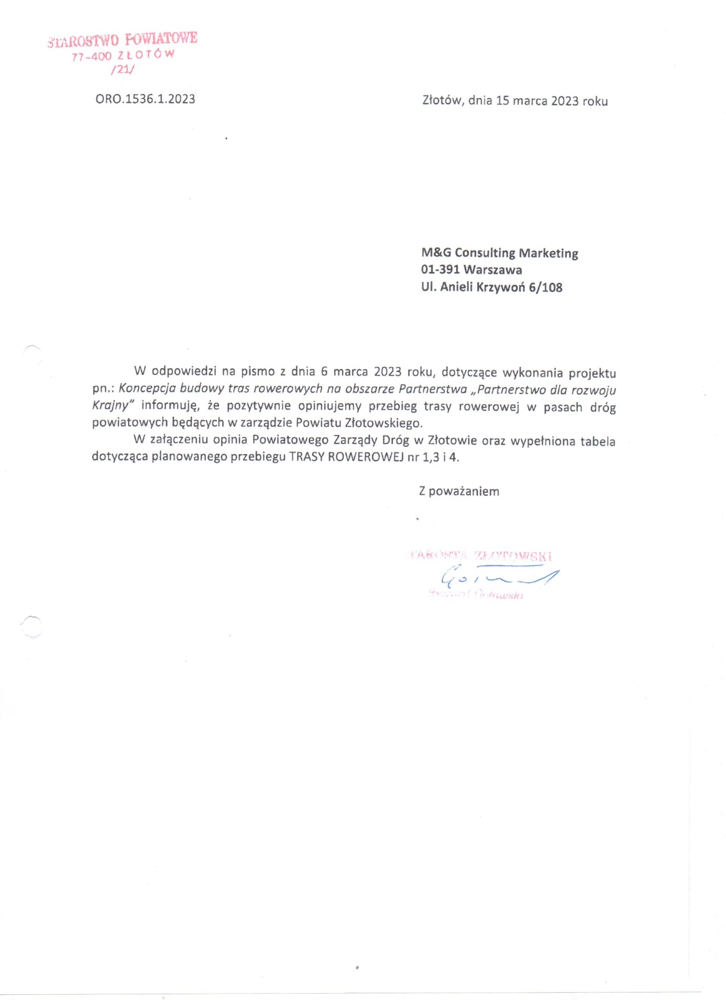 STAROSTWO POWIATOWE
77-400 ZŁOTÓW
/21/
ORO.1536.1.2023
Złotów, dnia 15 marca 2023 roku
M&G Consulting Marketing
01-391 Warszawa
Ul. Anieli Krzywoń 6/108
W odpowiedzi na pismo z dnia 6 marca 2023 roku, dotyczące wykonania projektu
pn.: Koncepcja budowy tras rowerowych na obszarze Partnerstwa „Partnerstwo dla rozwoju
Krajny” informuję, że pozytywnie opiniujemy przebieg trasy rowerowej w pasach dróg
powiatowych będących w zarządzie Powiatu Złotowskiego.
W załączeniu opinia Powiatowego Zarządy Dróg w Złotowie oraz wypełniona tabela
dotycząca planowanego przebiegu TRASY ROWEROWEJ nr 1,3 i 4.
Z poważaniem
TAROSTA ZŁOTOWSKI